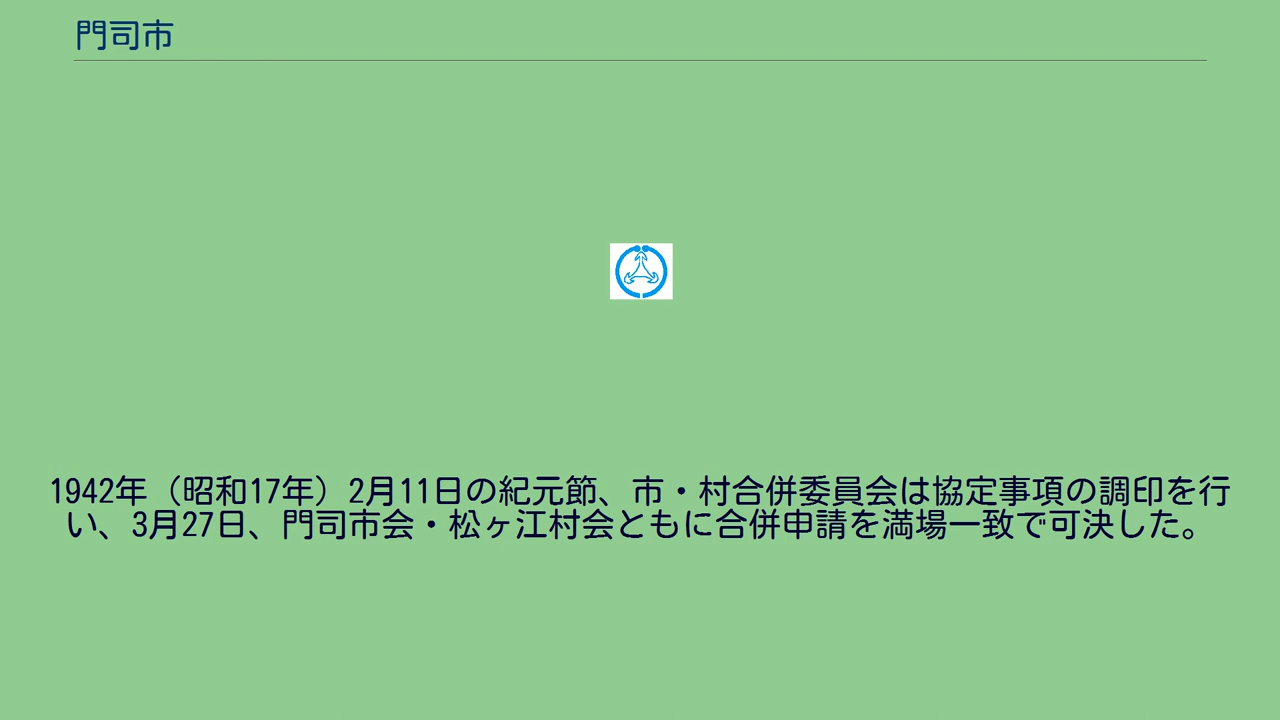 門司市
1942年（昭和17年）2月11日の紀元節、市・村合併委員会は協定事項の調印を行
い、3月27日、門司市会・松ヶ江村会ともに合併申請を満場一致で可決した。